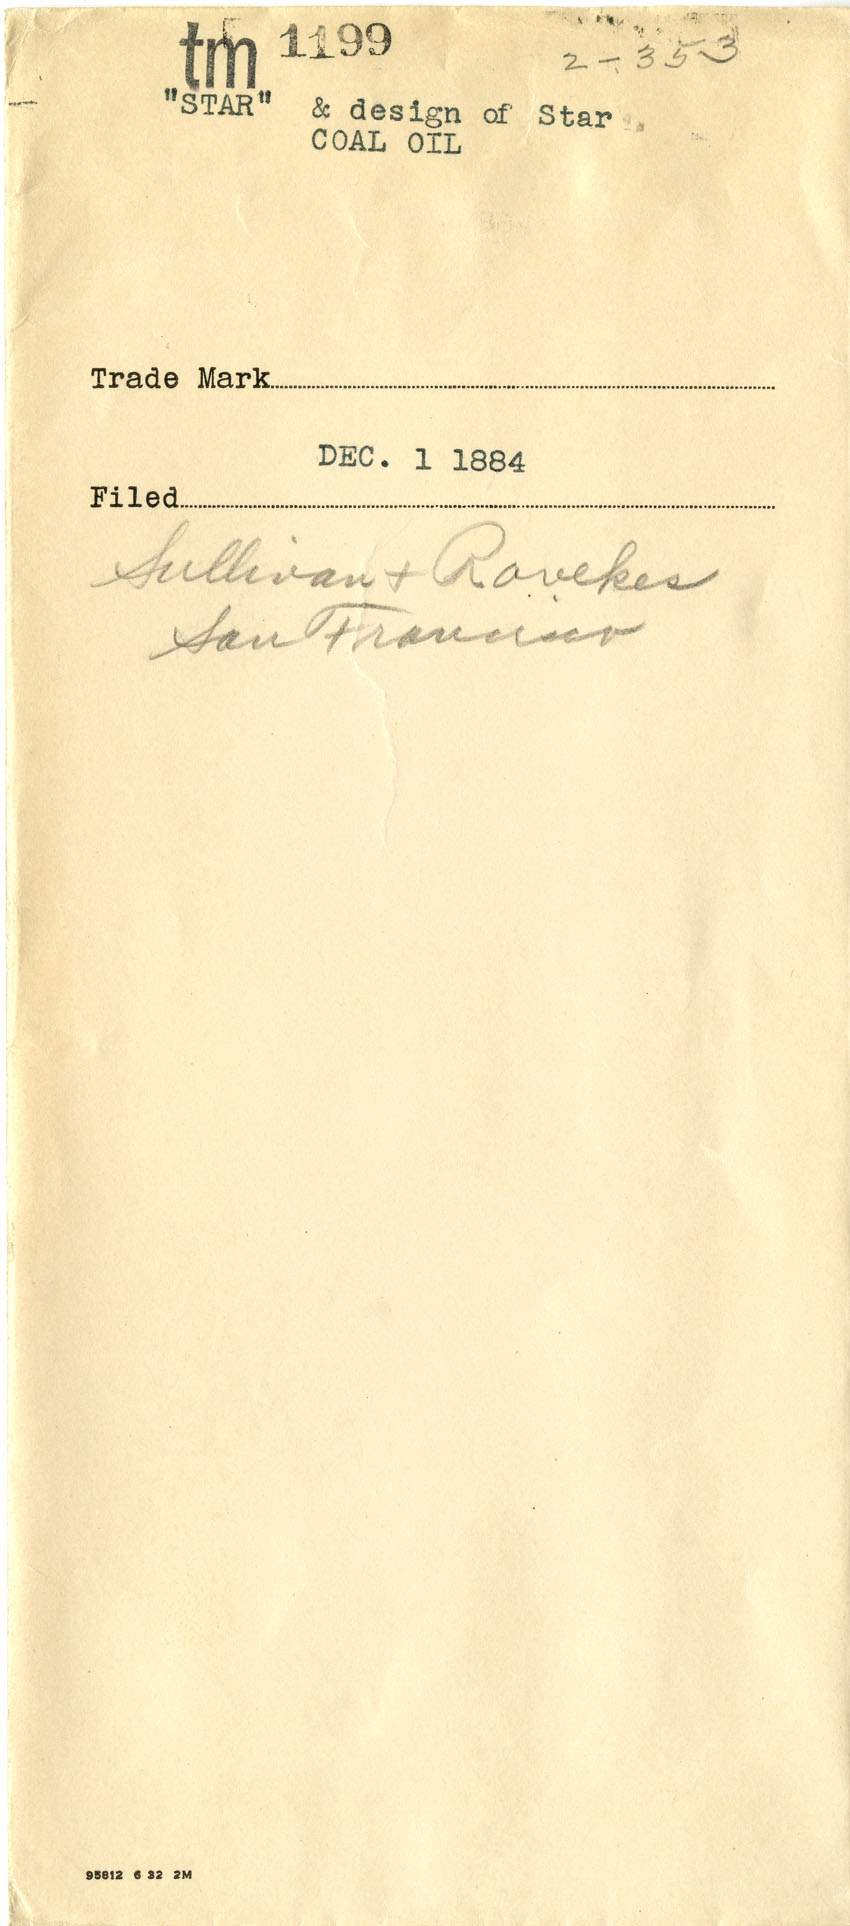 tm 1199
2-353
"STAR" & design of Star
COAL OIL
Trade Mark
DEC. 1 1884
Filed
Sullivan + Rovekes
San Francisco
95812 6 32 2M